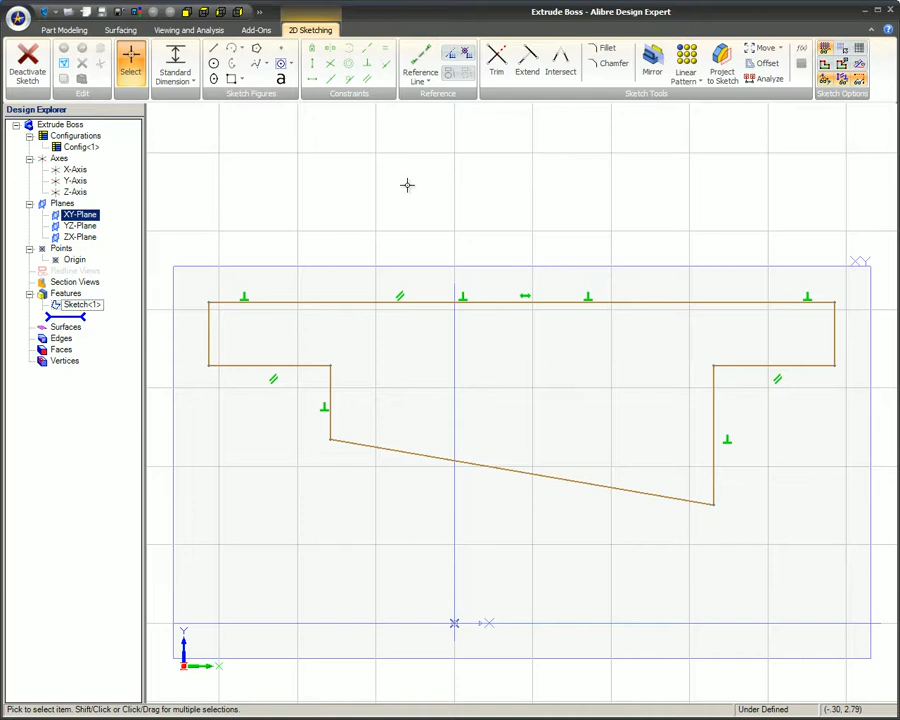 Extrude Boss - Alibre Design Expert
Part Modeling
Surfacing
Viewing and Analysis
Add-Ons
2D Sketching
Deactivate
Sketch
Edit
Select
Standard
Dimension
Sketch Figures
Constraints
Reference
Line
Reference
Trim
Extend
Intersect
Fillet
Chamfer
Mirror
Linear
Pattern
Project
to Sketch
Move
Offset
Analyze
Sketch Tools
f(x)
Sketch Options
Design Explorer
Extrude Boss
Configurations
Config<1>
Axes
X-Axis
Y-Axis
Z-Axis
Planes
XY-Plane
YZ-Plane
ZX-Plane
Points
Origin
Redline Views
Section Views
Features
Sketch<1>
Surfaces
Edges
Faces
Vertices
XY
X
Y
X
Pick to select item. Shift/Click or Click/Drag for multiple selections.
Under Defined
(-.30, 2.79)